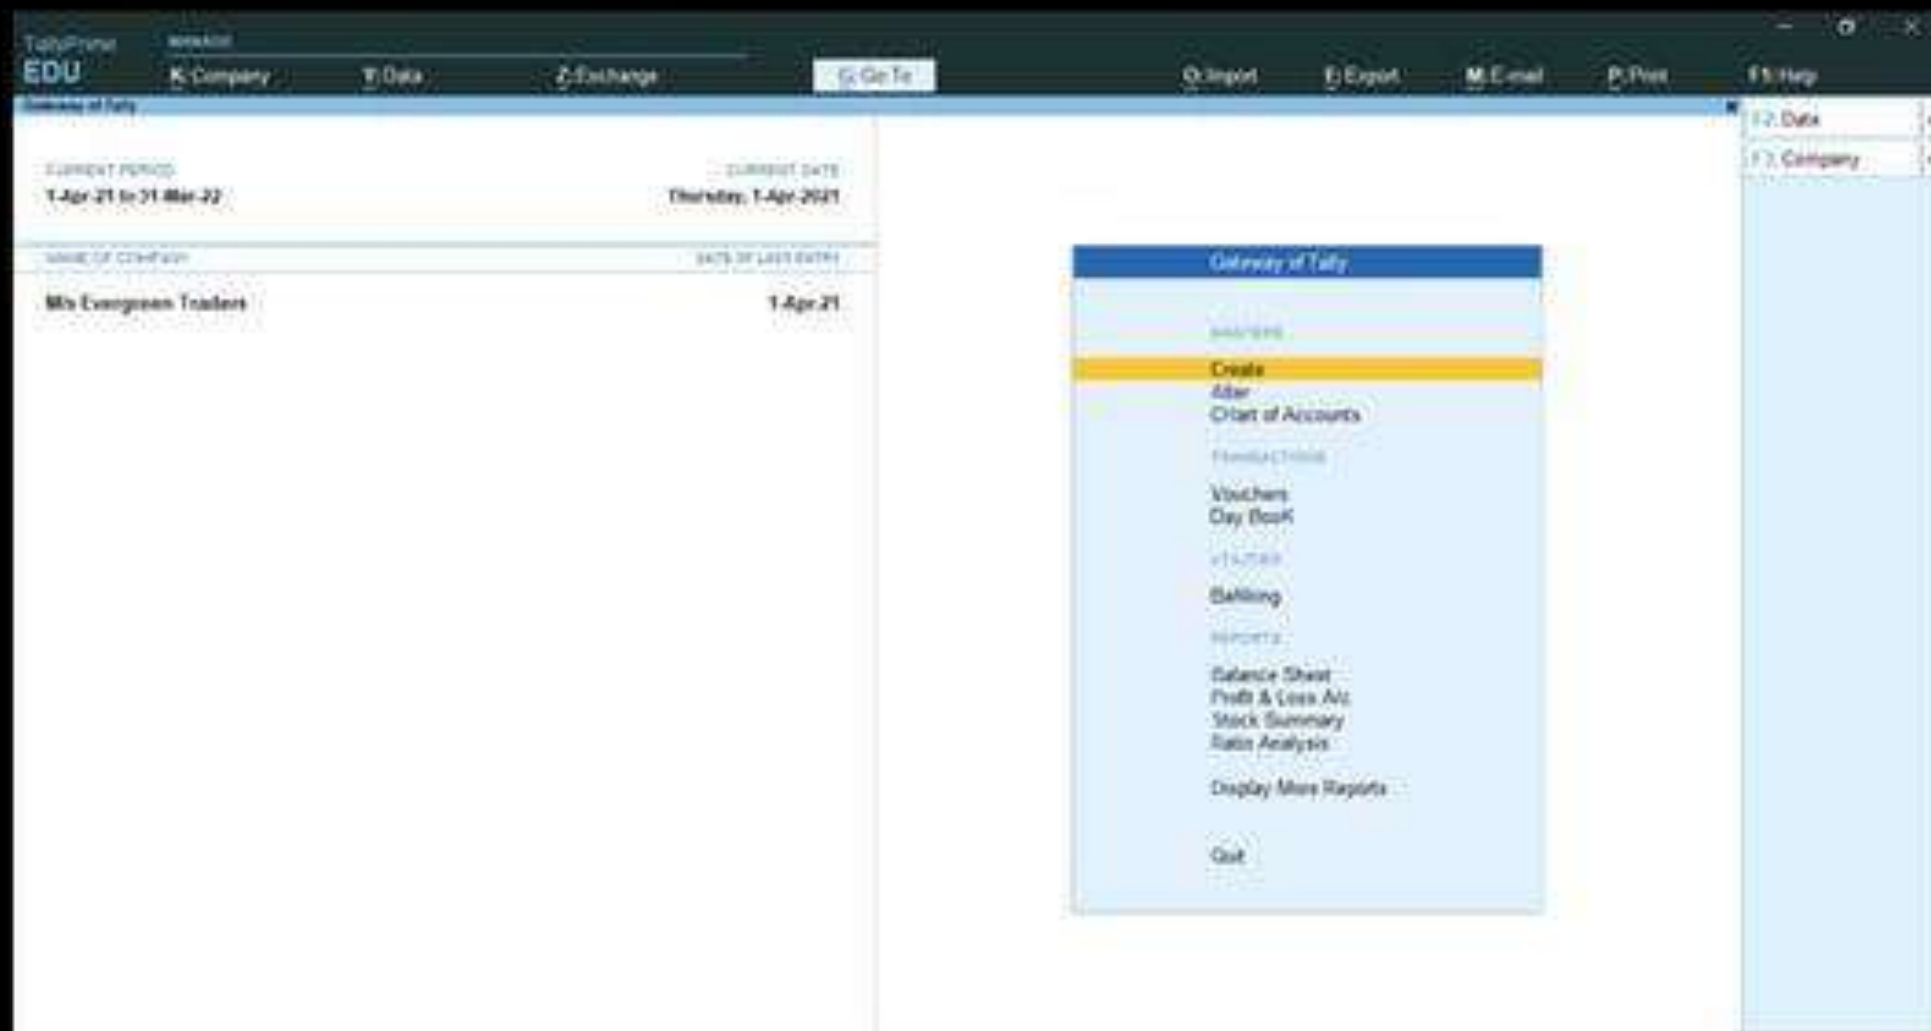 TallyPrime
EDU
MANAGE
K: Company
Y: Data
Z: Exchange
G: Go To
O: Import
E: Export
M: E-mail
P: Print
F1: Help
Gateway of Tally
CURRENT PERIOD
1-Apr-21 to 31-Mar-22
CURRENT DATE
Thursday, 1-Apr-2021
NAME OF COMPANY
DATE OF LAST ENTRY
M/s Evergreen Traders
1-Apr-21
Gateway of Tally
MASTERS
Create
Alter
CHart of Accounts
TRANSACTIONS
Vouchers
Day BooK
UTILITIES
BaNking
REPORTS
Balance Sheet
Profit & Loss A/c
Stock Summary
Ratio Analysis
Display More Reports
Quit
F2: Date
F3: Company